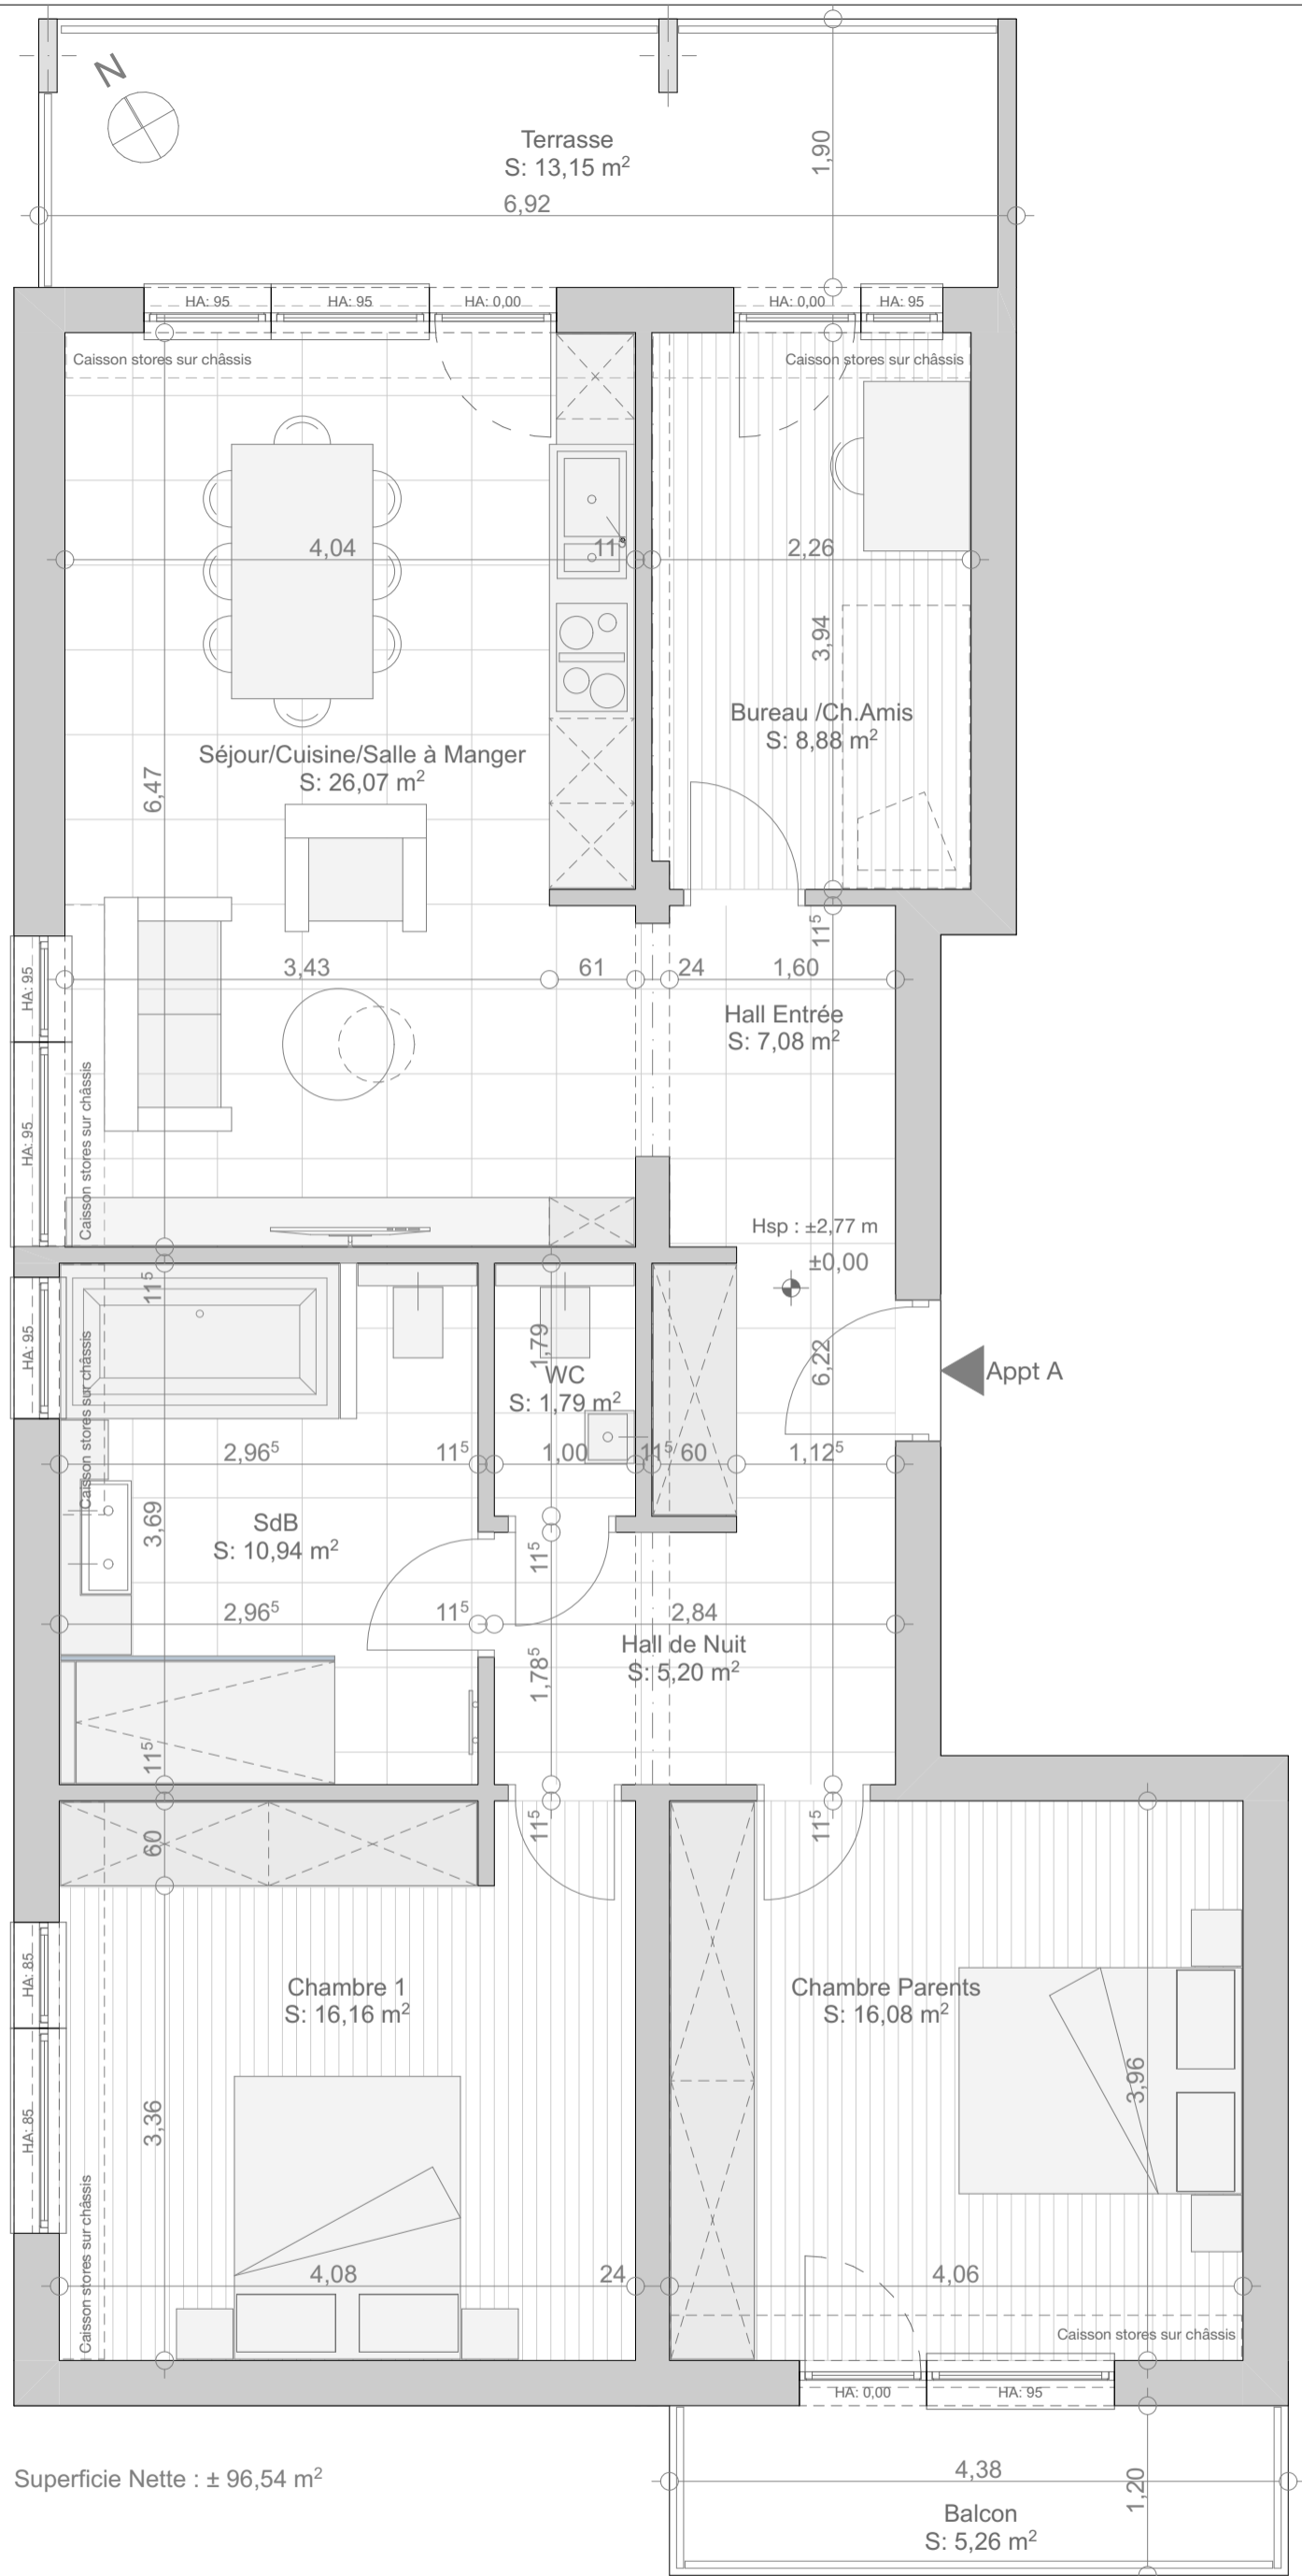 N
Terrasse
S: 13,15 m²
1,90
6,92
HA: 95
HA: 95
HA: 0,00
HA: 0,00
HA: 95
Caisson stores sur châssis
Caisson stores sur châssis
4,04
11⁵
2,26
3,94
Bureau /Ch.Amis
S: 8,88 m²
Séjour/Cuisine/Salle à Manger
S: 26,07 m²
6,47
11⁵
3,43
61
24
1,60
HA: 95
Hall Entrée
S: 7,08 m²
HA: 95
Caisson stores sur châssis
Hsp : ±2,77 m
±0,00
11⁵
HA: 95
Caisson stores sur châssis
1,79
WC
S: 1,79 m²
6,22
Appt A
2,96⁵
11⁵
1,00
11⁵
60
1,12⁵
3,69
SdB
S: 10,94 m²
11⁵
2,96⁵
11⁵
2,84
Hall de Nuit
S: 5,20 m²
1,78⁵
11⁵
60
11⁵
11⁵
HA: 85
Chambre 1
S: 16,16 m²
Chambre Parents
S: 16,08 m²
3,96
HA: 85
3,36
Caisson stores sur châssis
4,08
24
4,06
Caisson stores sur châssis
HA: 0,00
HA: 95
Superficie Nette : ± 96,54 m²
4,38
1,20
Balcon
S: 5,26 m²